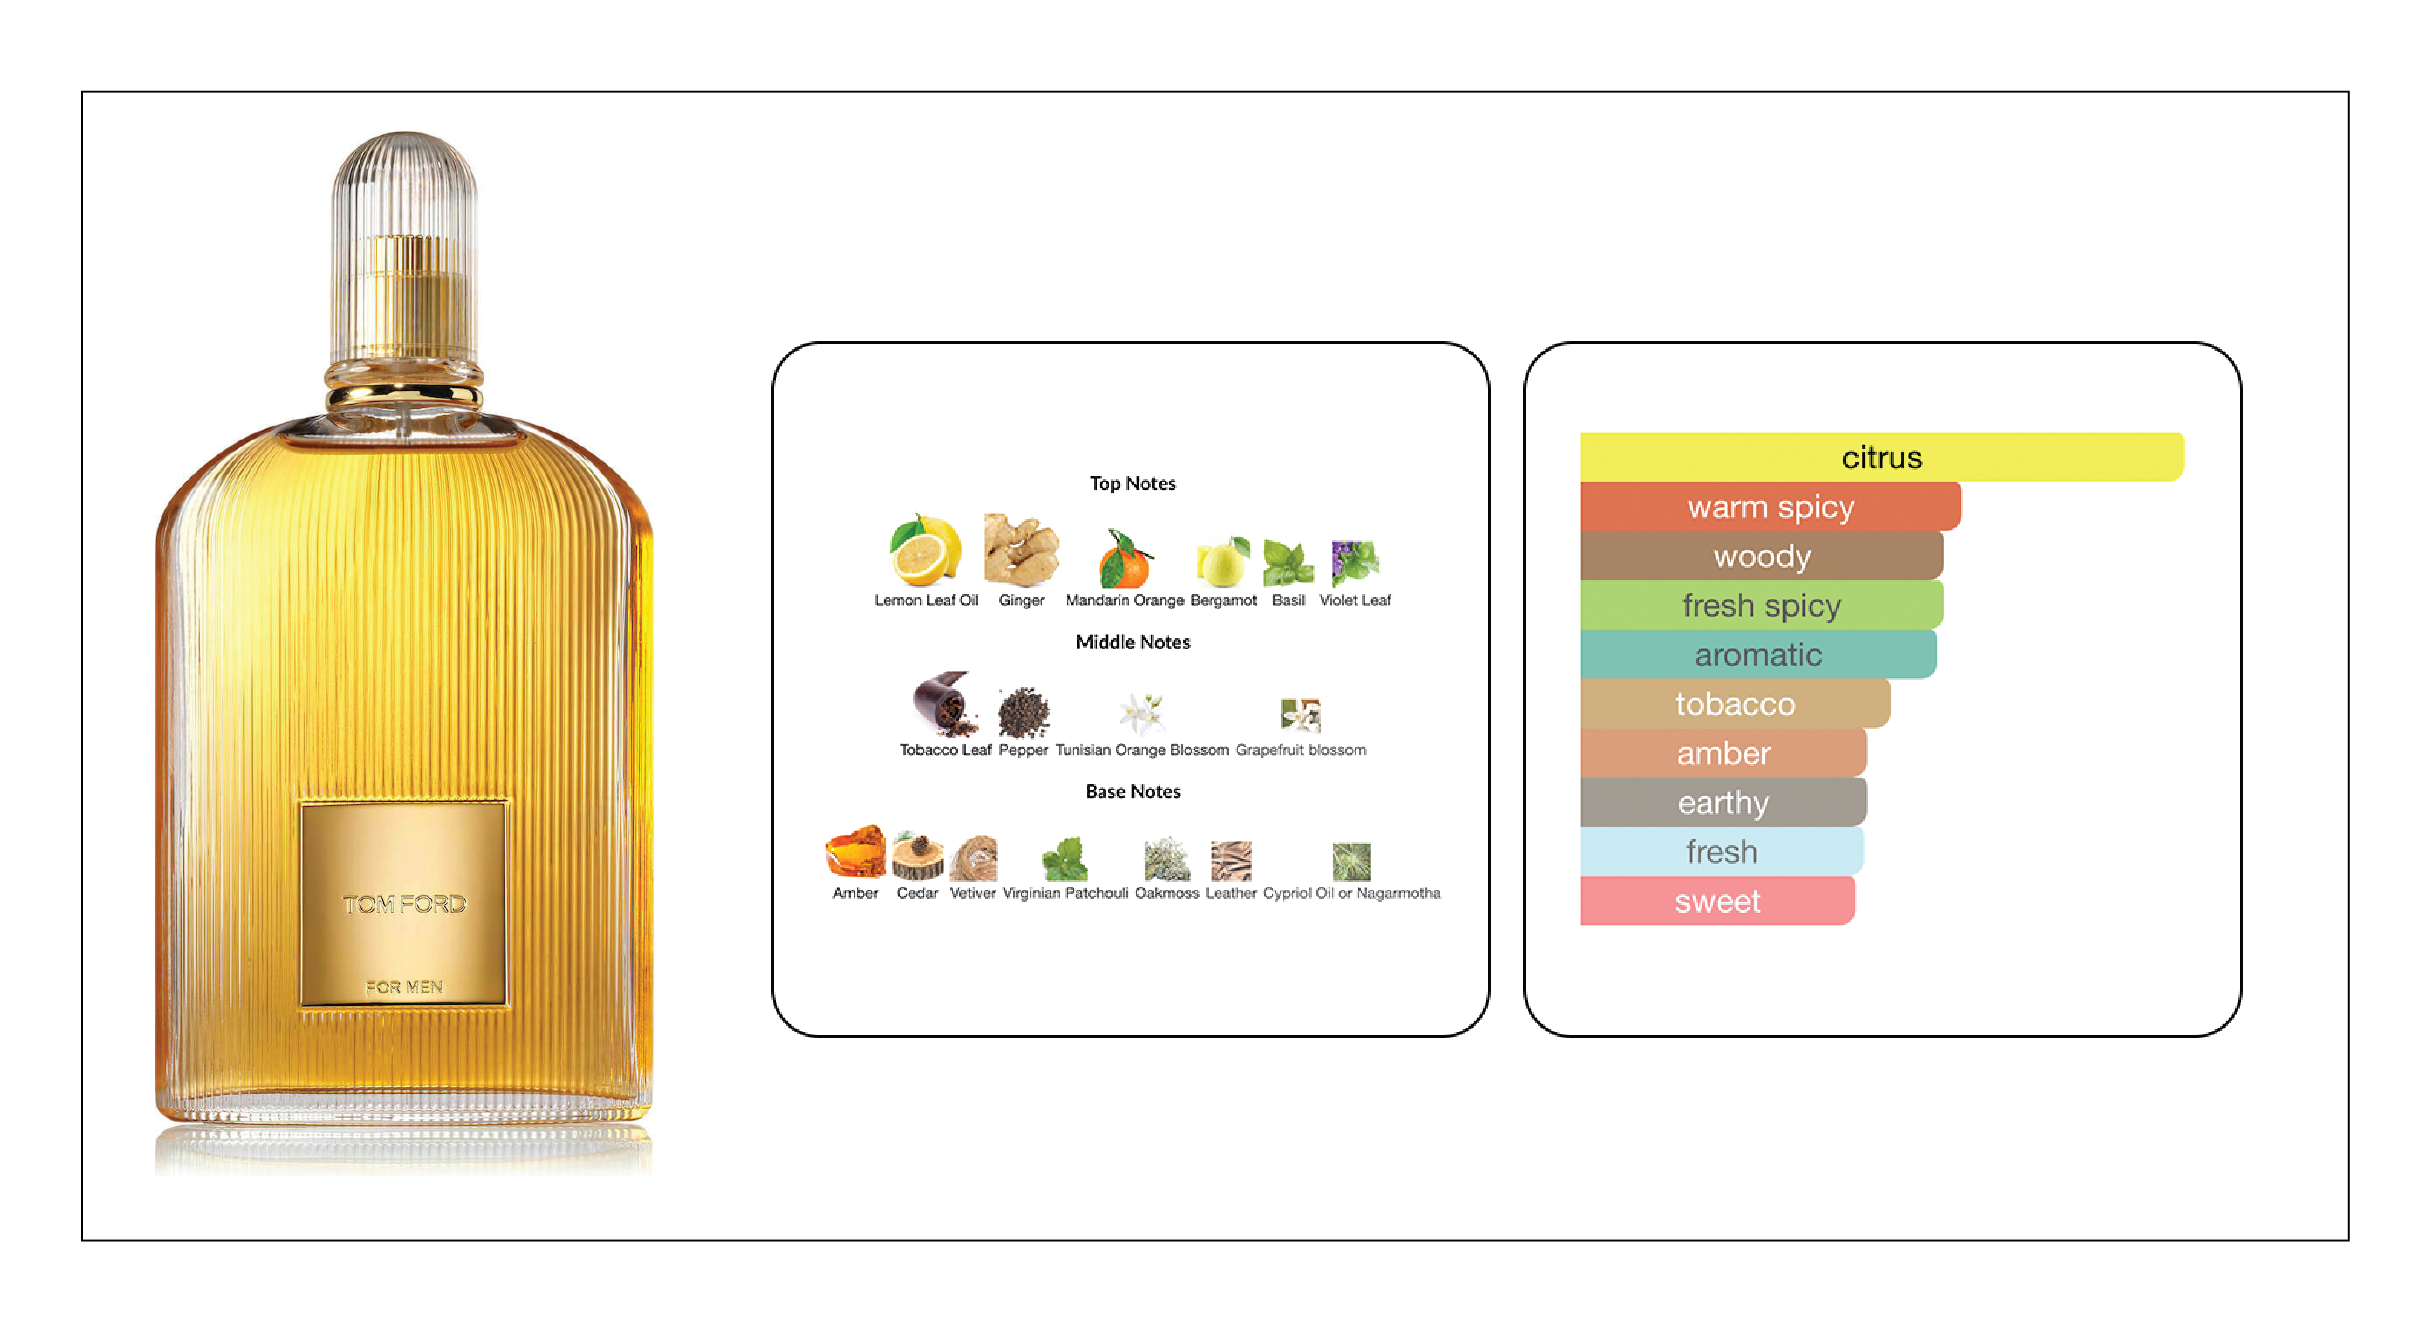 TOM FORD
FOR MEN
Top Notes
Lemon Leaf Oil Ginger Mandarin Orange Bergamot Basil Violet Leaf
Middle Notes
Tobacco Leaf Pepper Tunisian Orange Blossom Grapefruit blossom
Base Notes
Amber Cedar Vetiver Virginian Patchouli Oakmoss Leather Cypriol Oil or Nagarmotha
citrus
warm spicy
woody
fresh spicy
aromatic
tobacco
amber
earthy
fresh
sweet